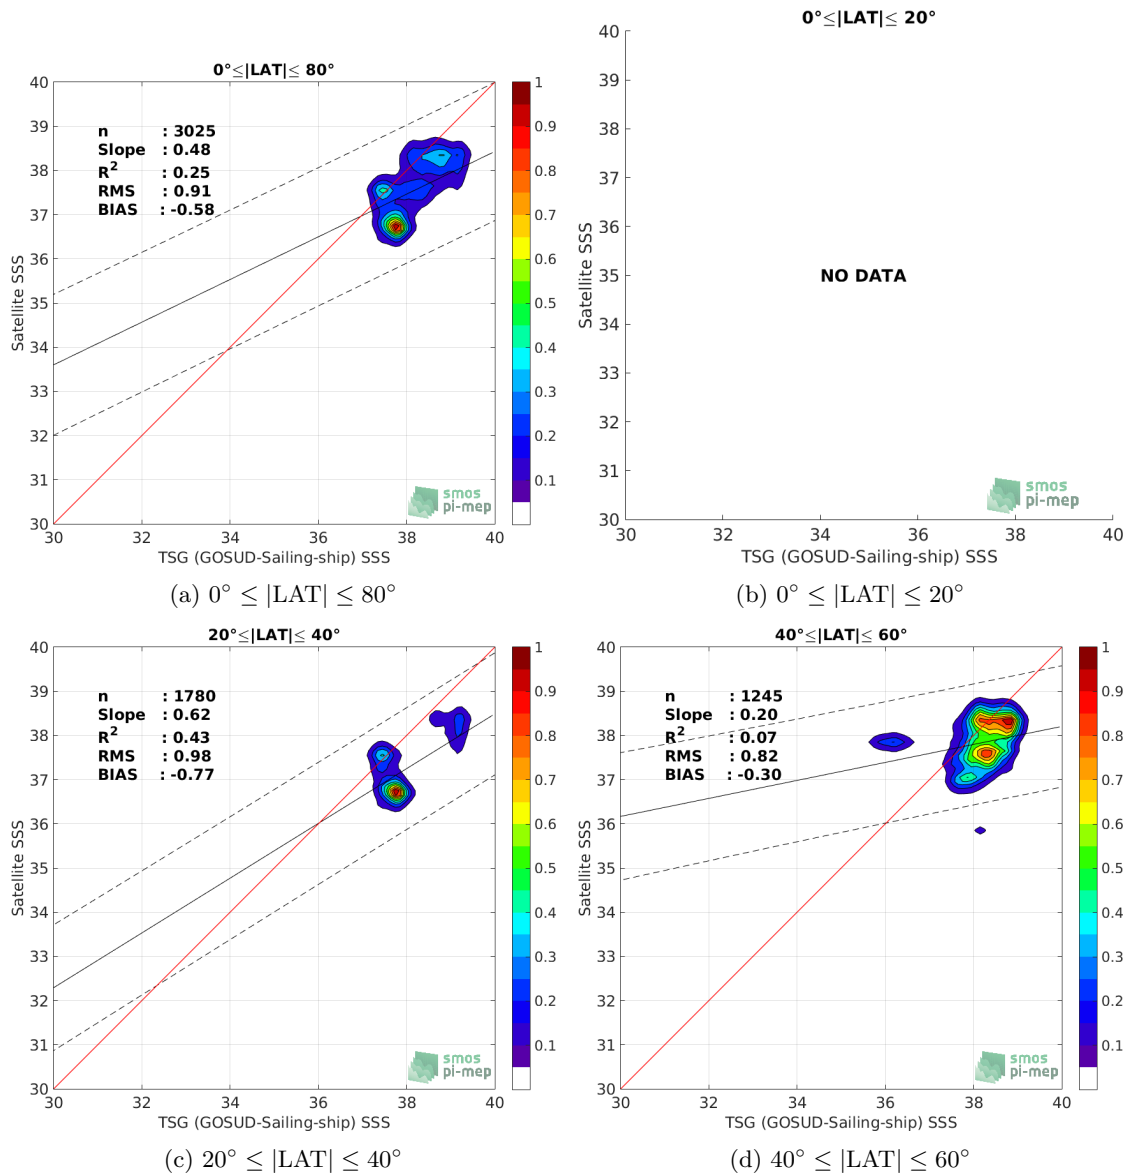 0°≤|LAT|≤ 80°
40
39
38
37
36
35
34
33
32
31
30
Satellite SSS
n : 3025
Slope : 0.48
R2 : 0.25
RMS : 0.91
BIAS : -0.58
smos
pi-mep
30 32 34 36 38 40
TSG (GOSUD-Sailing-ship) SSS
1
0.9
0.8
0.7
0.6
0.5
0.4
0.3
0.2
0.1
(a) 0° ≤ |LAT| ≤ 80°
0°≤|LAT|≤ 20°
40
39
38
37
36
35
34
33
32
31
30
Satellite SSS
NO DATA
smos
pi-mep
30 32 34 36 38 40
TSG (GOSUD-Sailing-ship) SSS
(b) 0° ≤ |LAT| ≤ 20°
20°≤|LAT|≤ 40°
40
39
38
37
36
35
34
33
32
31
30
Satellite SSS
n : 1780
Slope : 0.62
R2 : 0.43
RMS : 0.98
BIAS : -0.77
smos
pi-mep
30 32 34 36 38 40
TSG (GOSUD-Sailing-ship) SSS
1
0.9
0.8
0.7
0.6
0.5
0.4
0.3
0.2
0.1
(c) 20° ≤ |LAT| ≤ 40°
40°≤|LAT|≤ 60°
40
39
38
37
36
35
34
33
32
31
30
Satellite SSS
n : 1245
Slope : 0.20
R2 : 0.07
RMS : 0.82
BIAS : -0.30
smos
pi-mep
30 32 34 36 38 40
TSG (GOSUD-Sailing-ship) SSS
1
0.9
0.8
0.7
0.6
0.5
0.4
0.3
0.2
0.1
(d) 40° ≤ |LAT| ≤ 60°